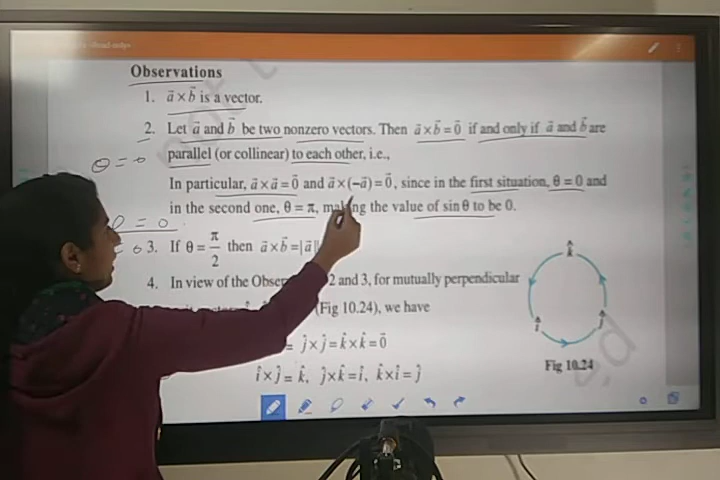 Observations
1. a⃗ × b⃗ is a vector.
2. Let a⃗ and b⃗ be two nonzero vectors. Then a⃗ × b⃗ = 0⃗ if and only if a⃗ and b⃗ are
θ = 0
parallel (or collinear) to each other, i.e.,
In particular, a⃗ × a⃗ = 0⃗ and a⃗ × (−a⃗) = 0⃗, since in the first situation, θ = 0 and
in the second one, θ = π, making the value of sin θ to be 0.
= 0
3. If θ = π/2 then a⃗ × b⃗ = |a⃗|
4. In view of the 2 and 3, for mutually perpendicular
(Fig 10.24), we have
= ĵ × ĵ = k̂ × k̂ = 0⃗
î × ĵ = k̂, ĵ × k̂ = î, k̂ × î = ĵ
k̂
î
ĵ
Fig 10.24